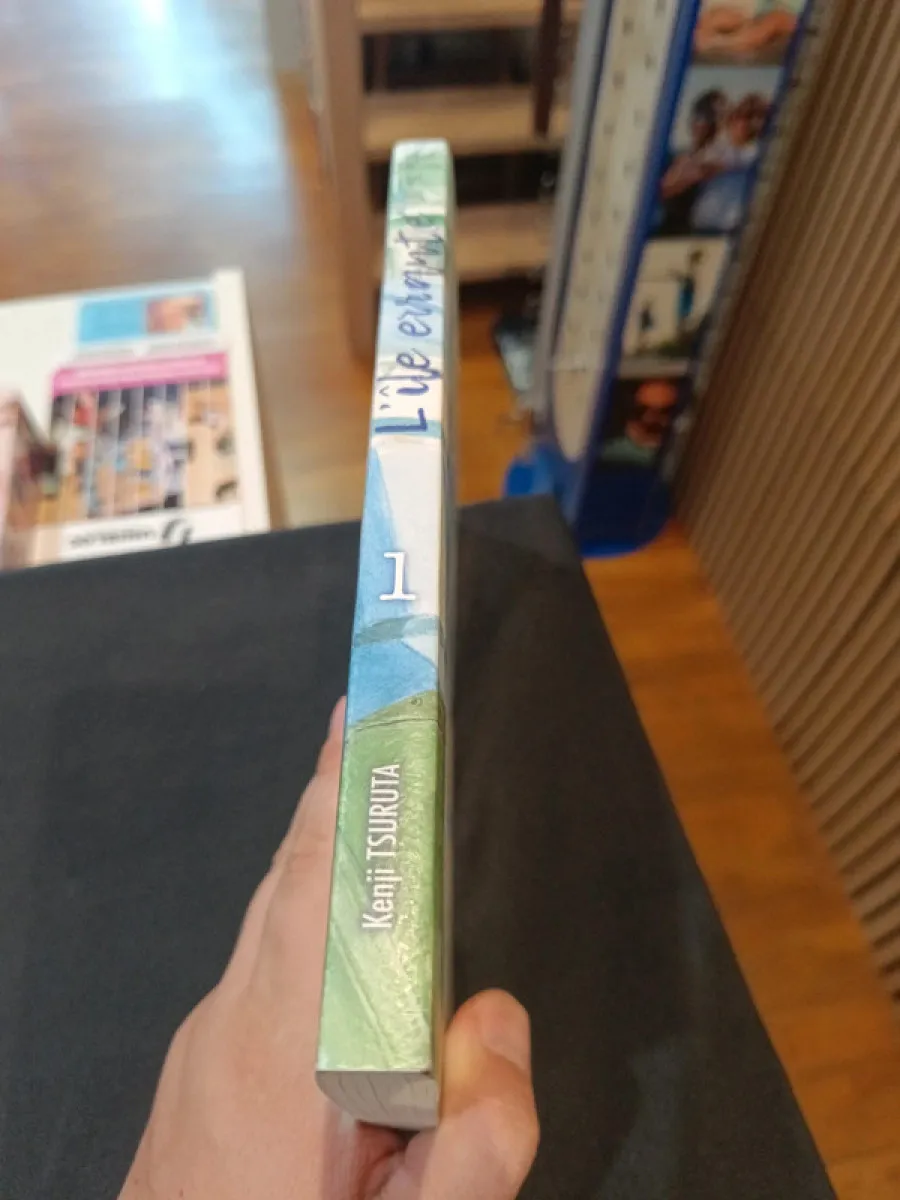 L'île errante
1
Kenji TSURUTA